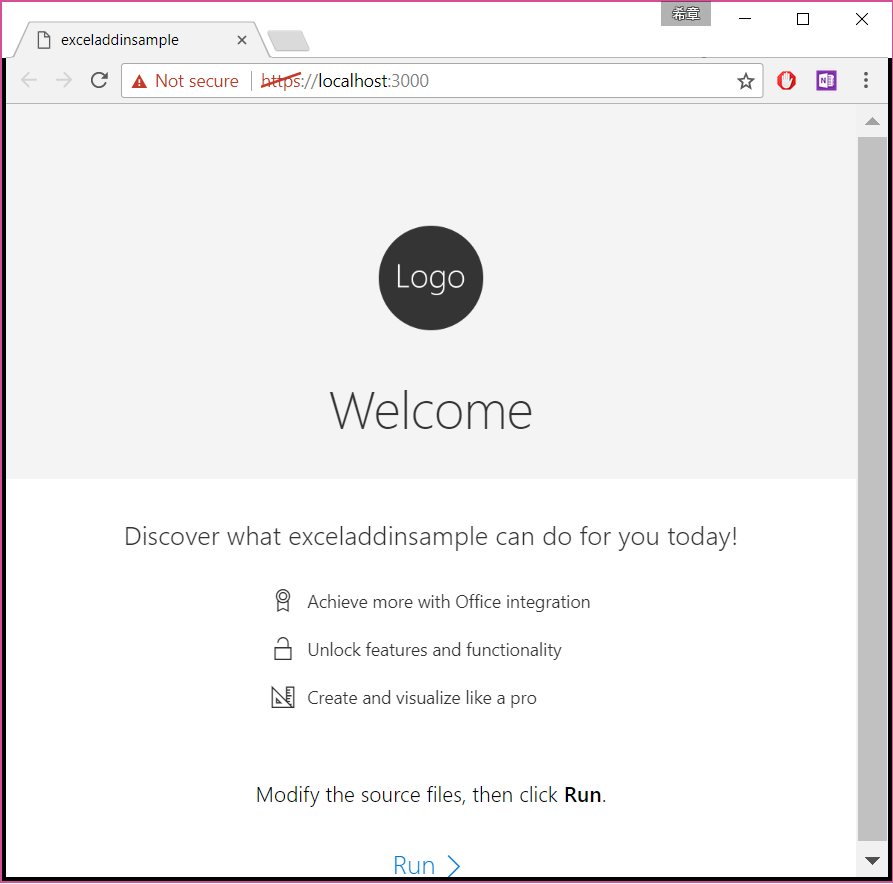 希章
exceladdinsample
Not secure https://localhost:3000
Logo
Welcome
Discover what exceladdinsample can do for you today!
Achieve more with Office integration
Unlock features and functionality
Create and visualize like a pro
Modify the source files, then click Run.
Run